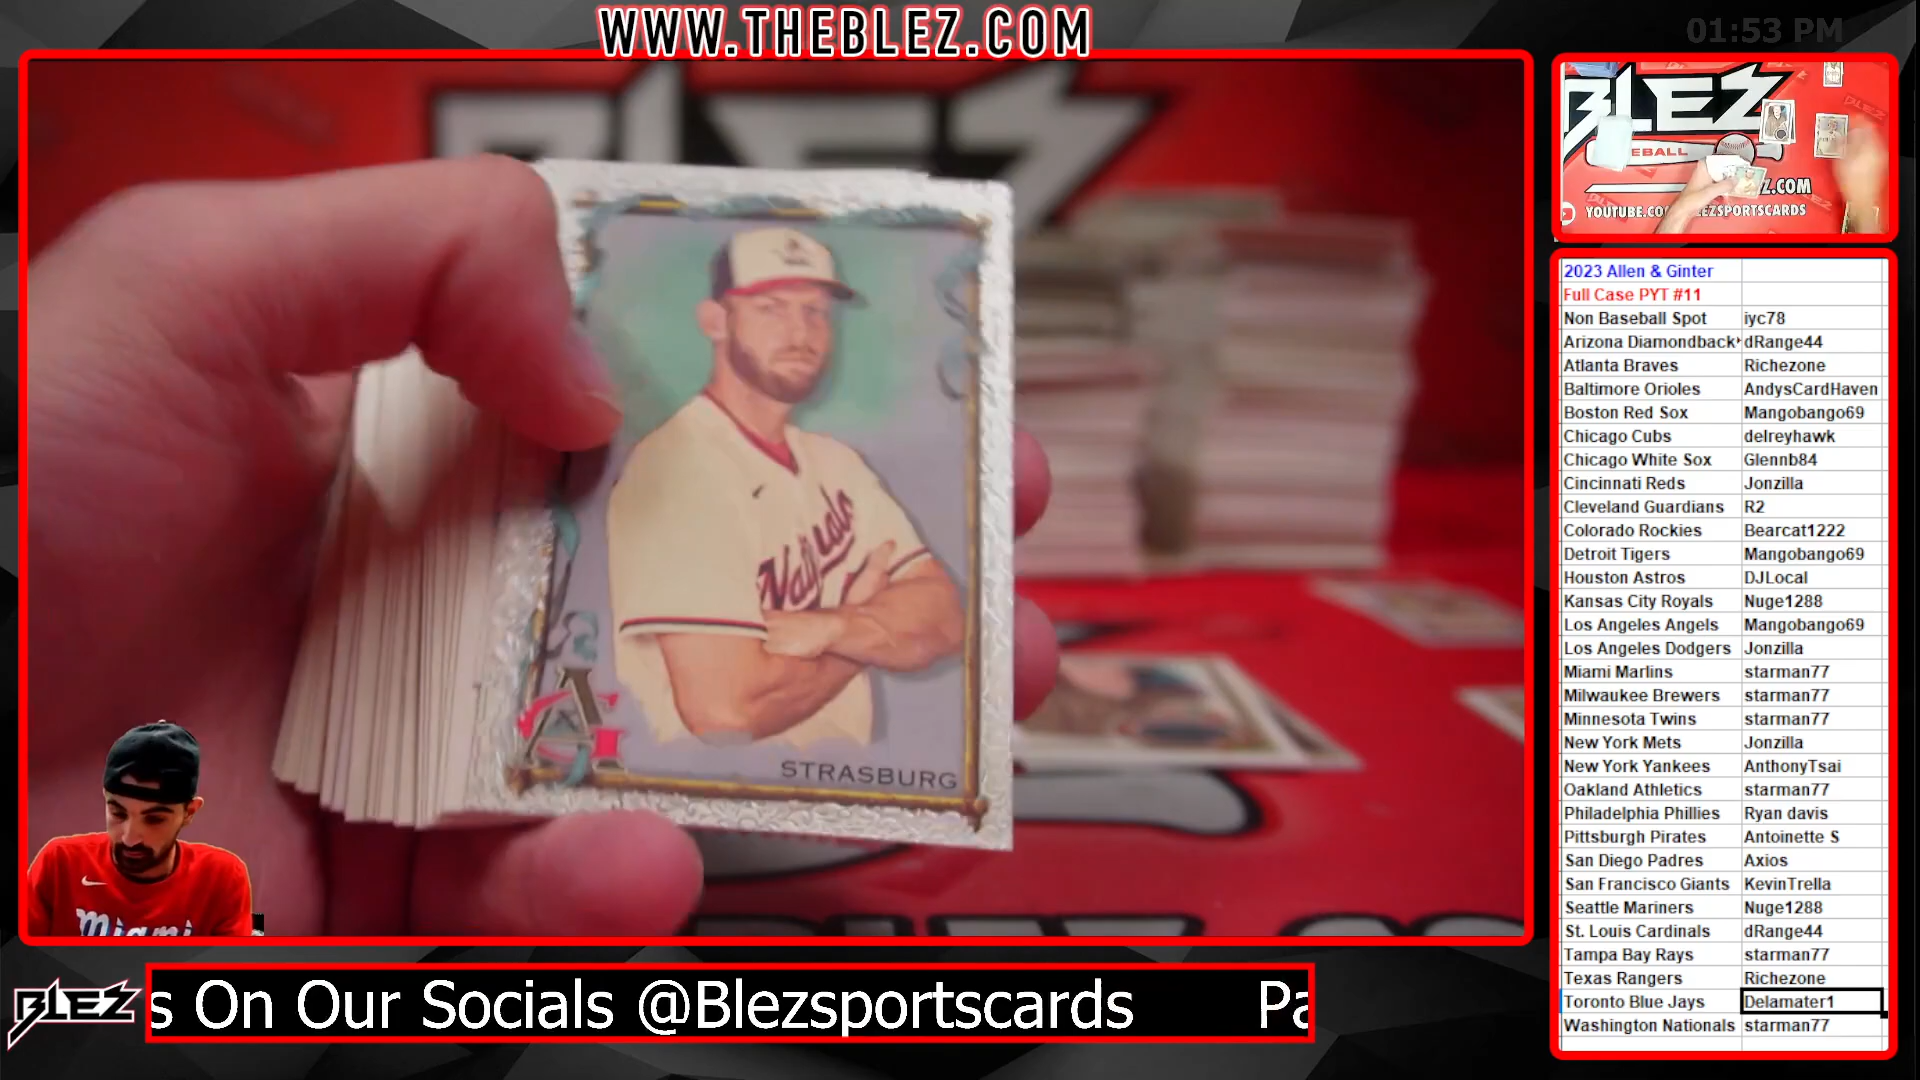 WWW.THEBLEZ.COM
01:53 PM
BLEZ
Nationals
A&G
STRASBURG
Miami
BLEZ
s On Our Socials @Blezsportscards Pa
BLEZ
BASEBALL
Z.COM
YOUTUBE.CO EZSPORTSCARDS
2023 Allen & Ginter
Full Case PYT #11
Non Baseball Spot iyc78
Arizona Diamondback dRange44
Atlanta Braves Richezone
Baltimore Orioles AndysCardHaven
Boston Red Sox Mangobango69
Chicago Cubs delreyhawk
Chicago White Sox Glennb84
Cincinnati Reds Jonzilla
Cleveland Guardians R2
Colorado Rockies Bearcat1222
Detroit Tigers Mangobango69
Houston Astros DJLocal
Kansas City Royals Nuge1288
Los Angeles Angels Mangobango69
Los Angeles Dodgers Jonzilla
Miami Marlins starman77
Milwaukee Brewers starman77
Minnesota Twins starman77
New York Mets Jonzilla
New York Yankees AnthonyTsai
Oakland Athletics starman77
Philadelphia Phillies Ryan davis
Pittsburgh Pirates Antoinette S
San Diego Padres Axios
San Francisco Giants KevinTrella
Seattle Mariners Nuge1288
St. Louis Cardinals dRange44
Tampa Bay Rays starman77
Texas Rangers Richezone
Toronto Blue Jays Delamater1
Washington Nationals starman77